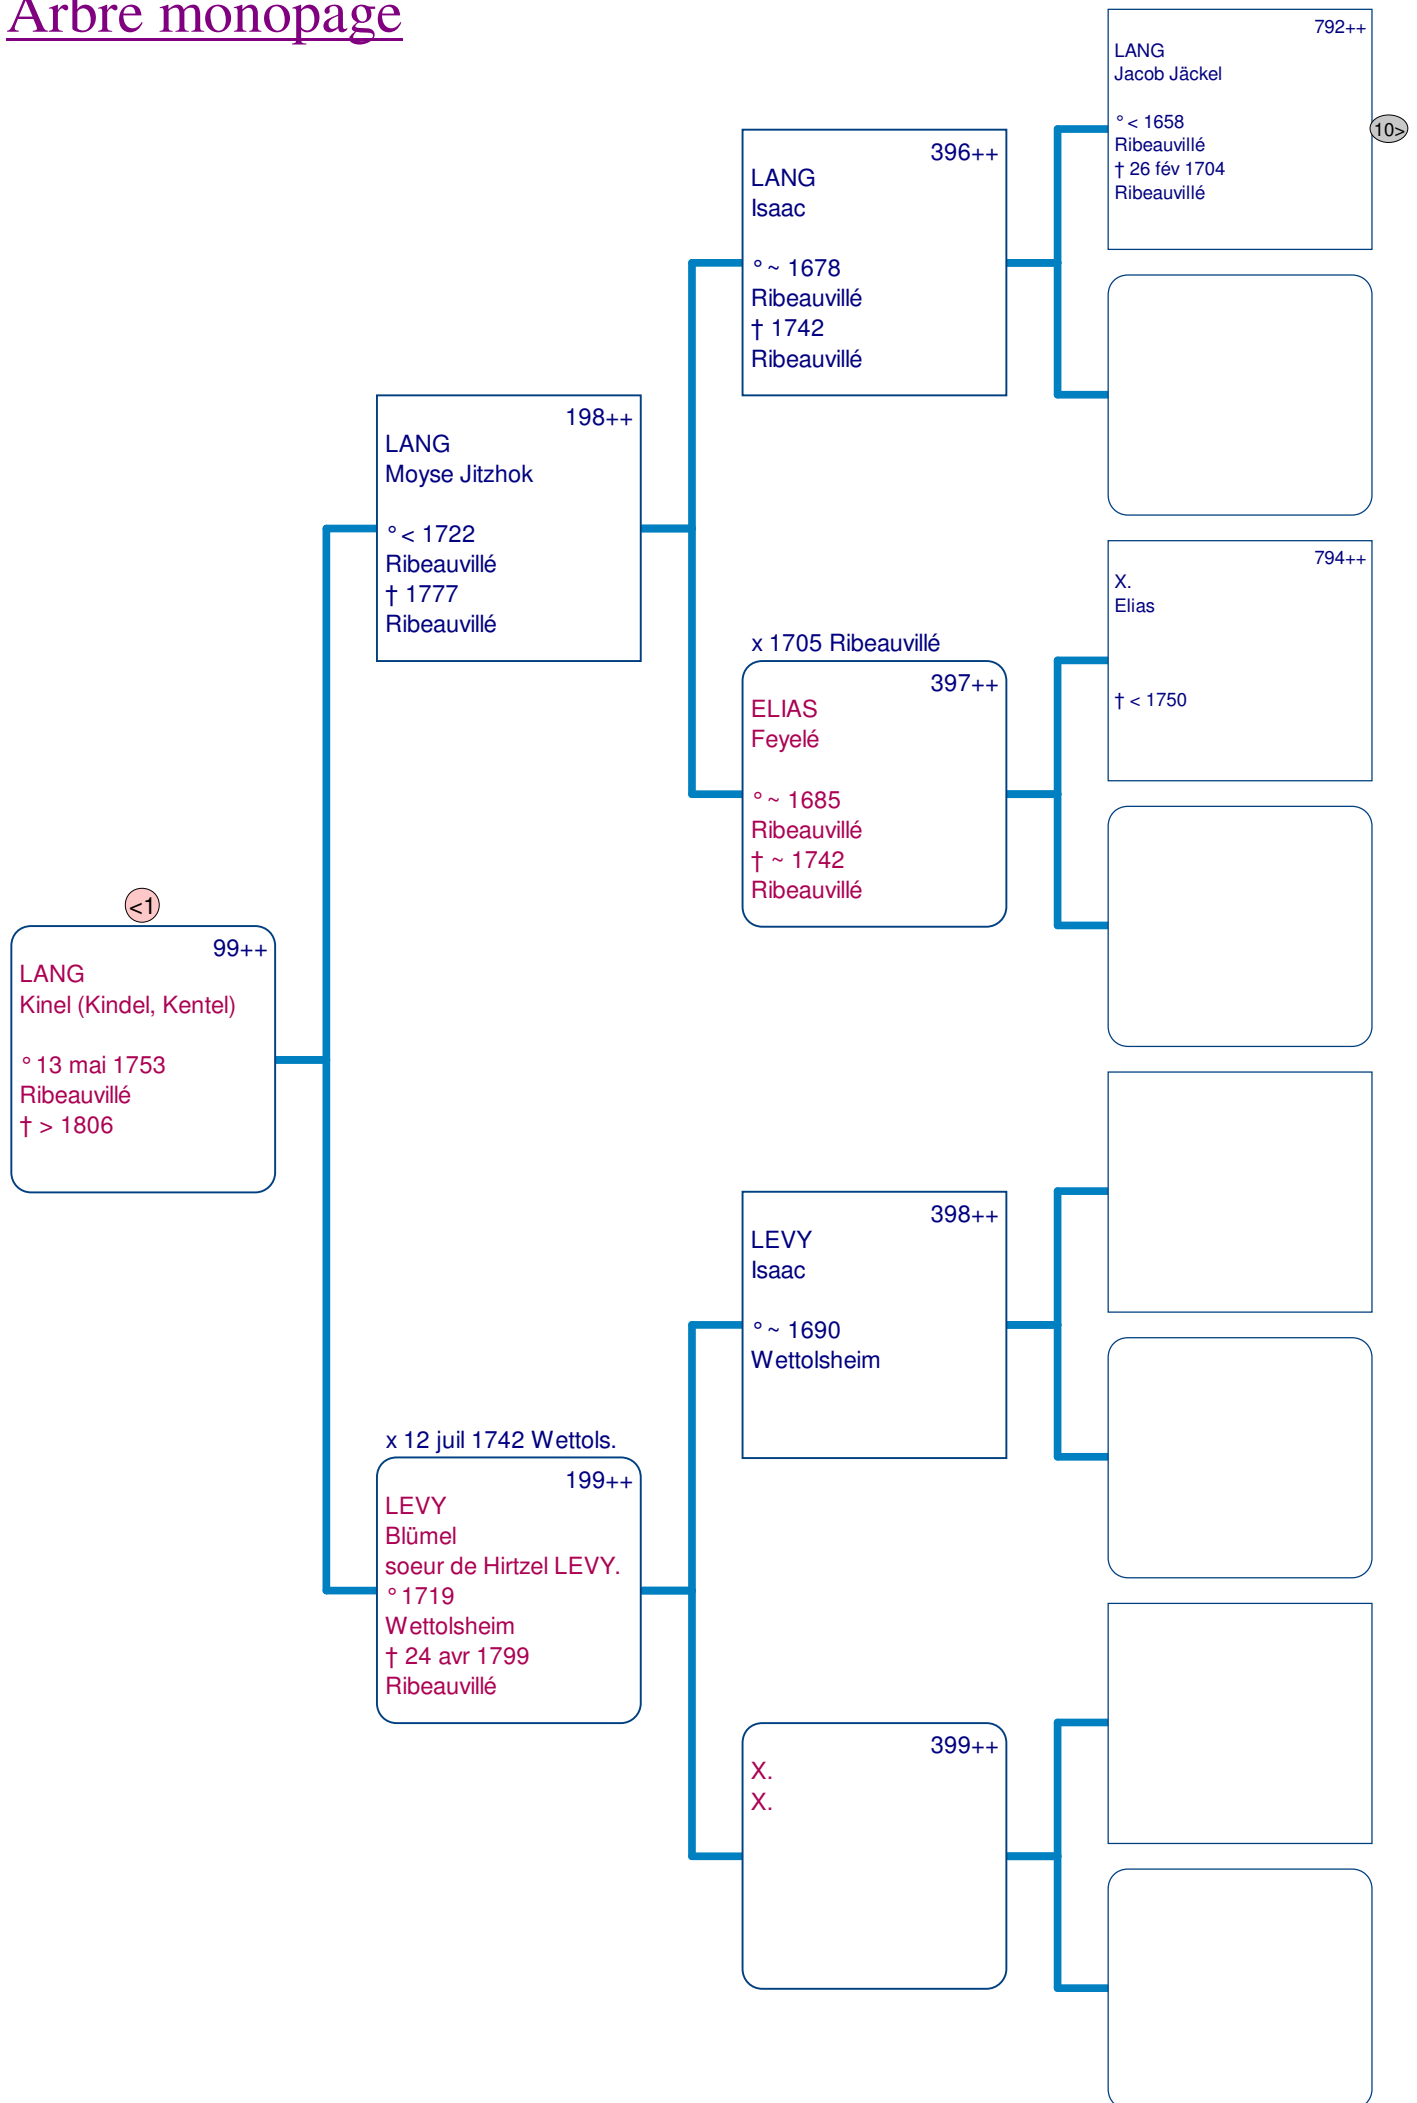 Arbre monopage
792++
LANG
Jacob Jäckel
° < 1658
Ribeauvillé
† 26 fév 1704
Ribeauvillé
10>
396++
LANG
Isaac
° ~ 1678
Ribeauvillé
† 1742
Ribeauvillé
198++
LANG
Moyse Jitzhok
° < 1722
Ribeauvillé
† 1777
Ribeauvillé
794++
X.
Elias
† < 1750
x 1705 Ribeauvillé
397++
ELIAS
Feyelé
° ~ 1685
Ribeauvillé
† ~ 1742
Ribeauvillé
<1
99++
LANG
Kinel (Kindel, Kentel)
° 13 mai 1753
Ribeauvillé
† > 1806
398++
LEVY
Isaac
° ~ 1690
Wettolsheim
x 12 juil 1742 Wettols.
199++
LEVY
Blümel
soeur de Hirtzel LEVY.
° 1719
Wettolsheim
† 24 avr 1799
Ribeauvillé
399++
X.
X.